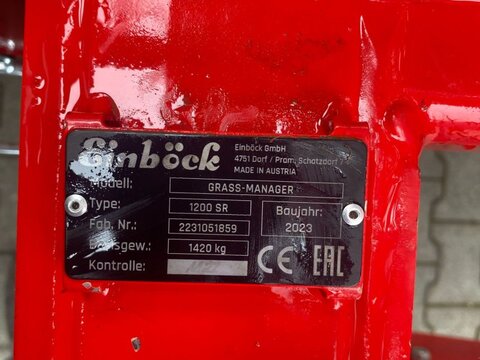 Einböck
Einböck GmbH
4751 Dorf / Pram, Schatzdorf 7
MADE IN AUSTRIA
Modell: GRASS-MANAGER
Type: 1200 SR
Baujahr:
Fab. Nr.: 2231051859
2023
1420 kg
Kontrolle:
CE EAC